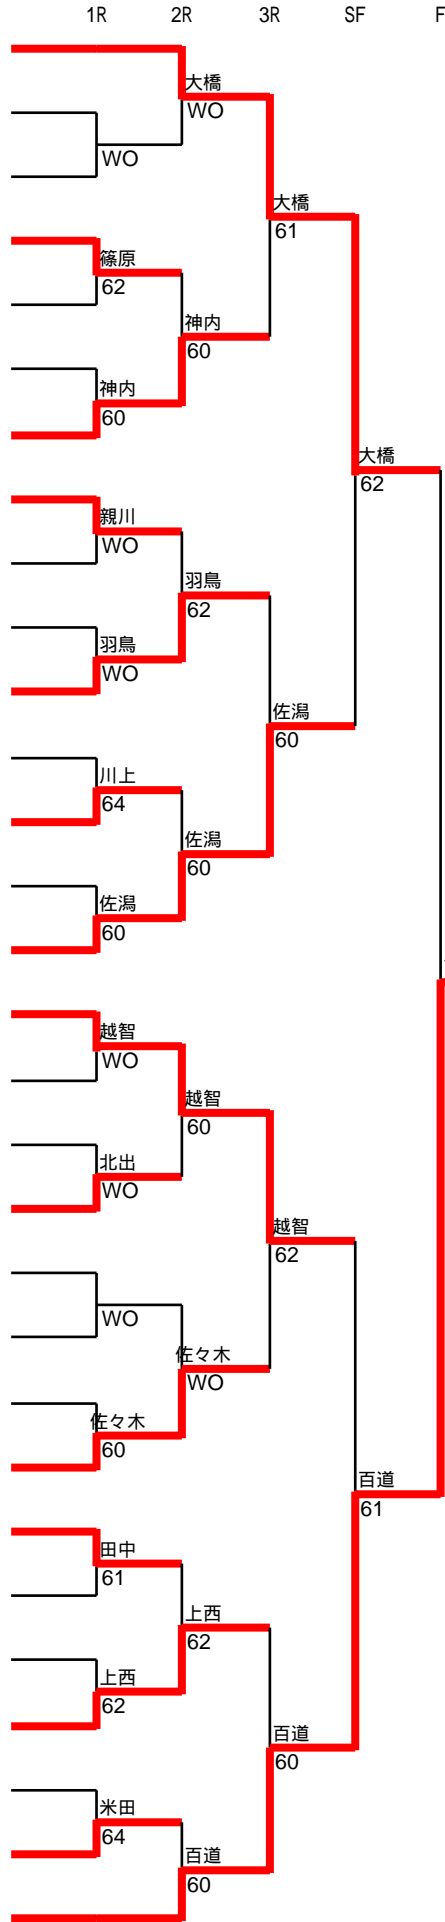 1R 2R 3R SF F
大橋
WO
WO
大橋
61
篠原
62
神内
60
神内
60
大橋
62
親川
WO
羽鳥
62
羽鳥
WO
佐潟
60
川上
64
佐潟
60
佐潟
60
越智
WO
越智
60
北出
WO
越智
62
WO
佐々木
WO
佐々木
60
百道
61
田中
61
上西
62
上西
62
百道
60
米田
64
百道
60